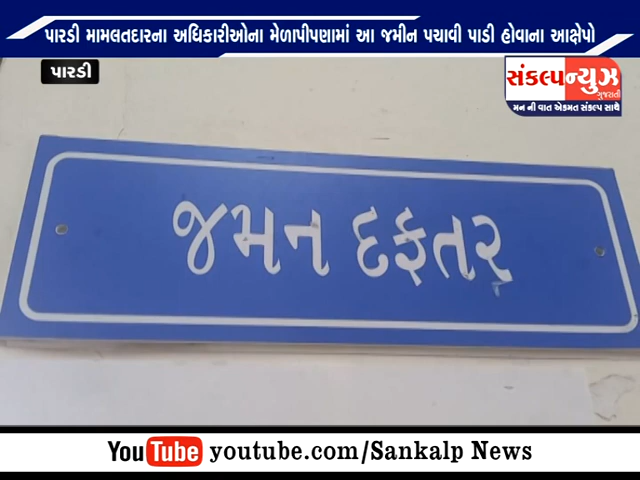 પારડી મામલતદારના અધિકારીઓના મેળાપીપણામાં આ જમીન પચાવી પાડી હોવાના આક્ષેપો
પારડી
સંકલ્પન્યુઝ
ગુજરાતી
મન ની વાત એકમત સંકલ્પ સાથે
જમન દફતર
YouTube youtube.com/Sankalp News